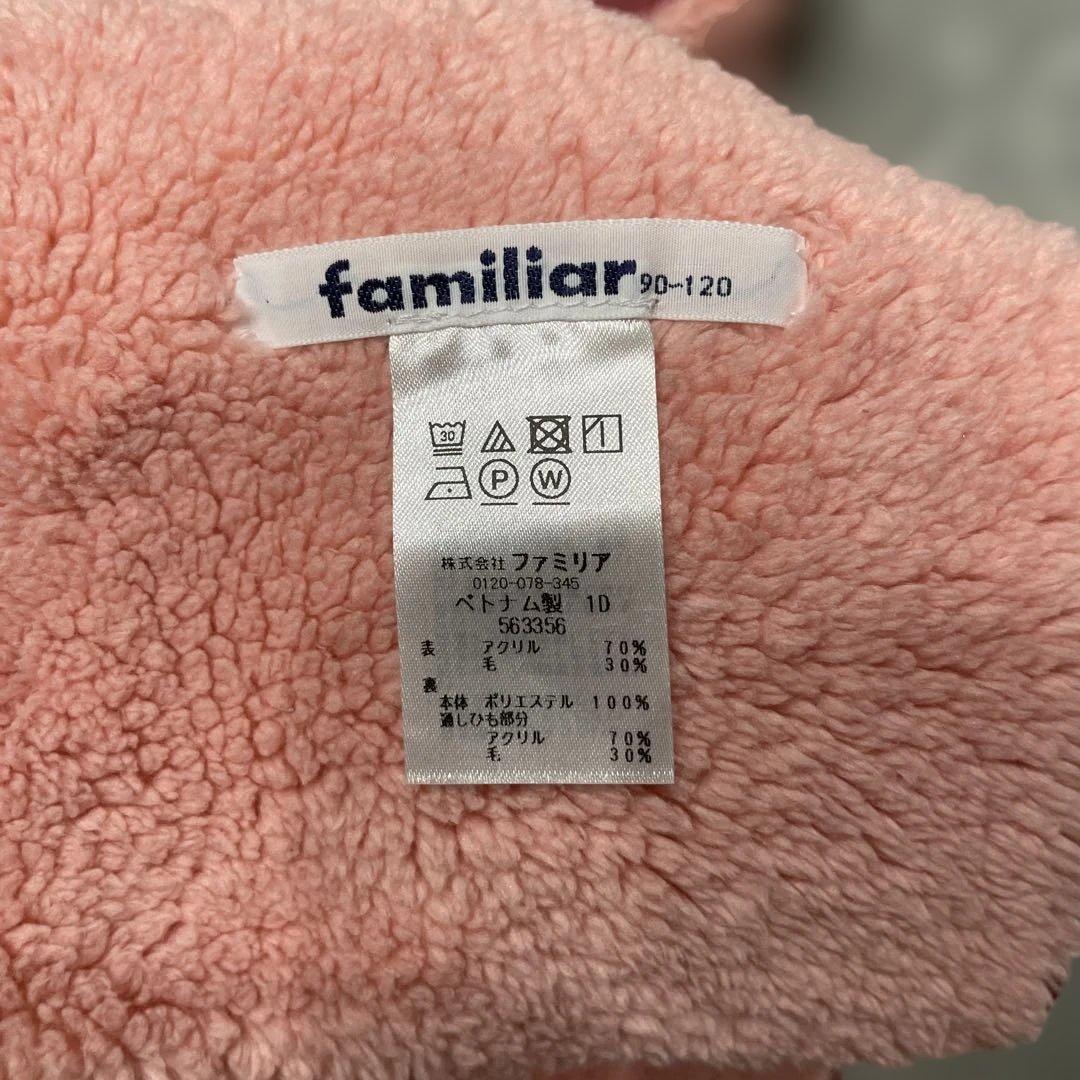 familiar 90-120
30
P W
株式会社 ファミリア
0120-078-345
ベトナム製 1D
563356
表 アクリル 70%
毛 30%
裏
本体 ポリエステル 100%
通しひも部分
アクリル 70%
毛 30%